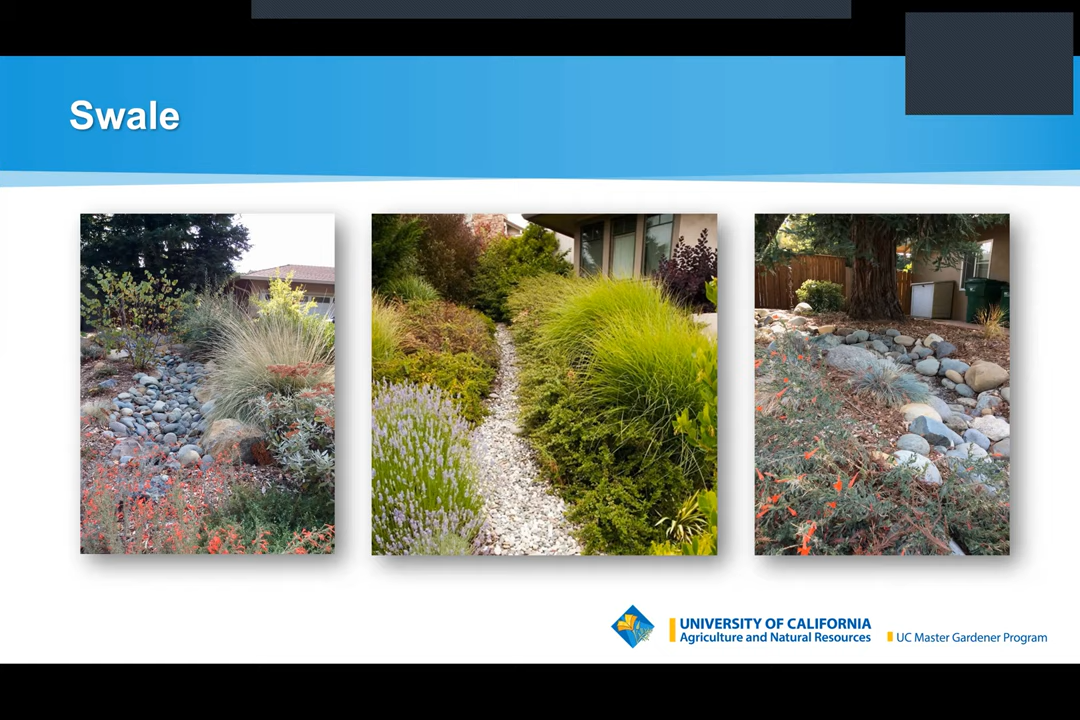 Swale
UNIVERSITY OF CALIFORNIA
Agriculture and Natural Resources
UC Master Gardener Program